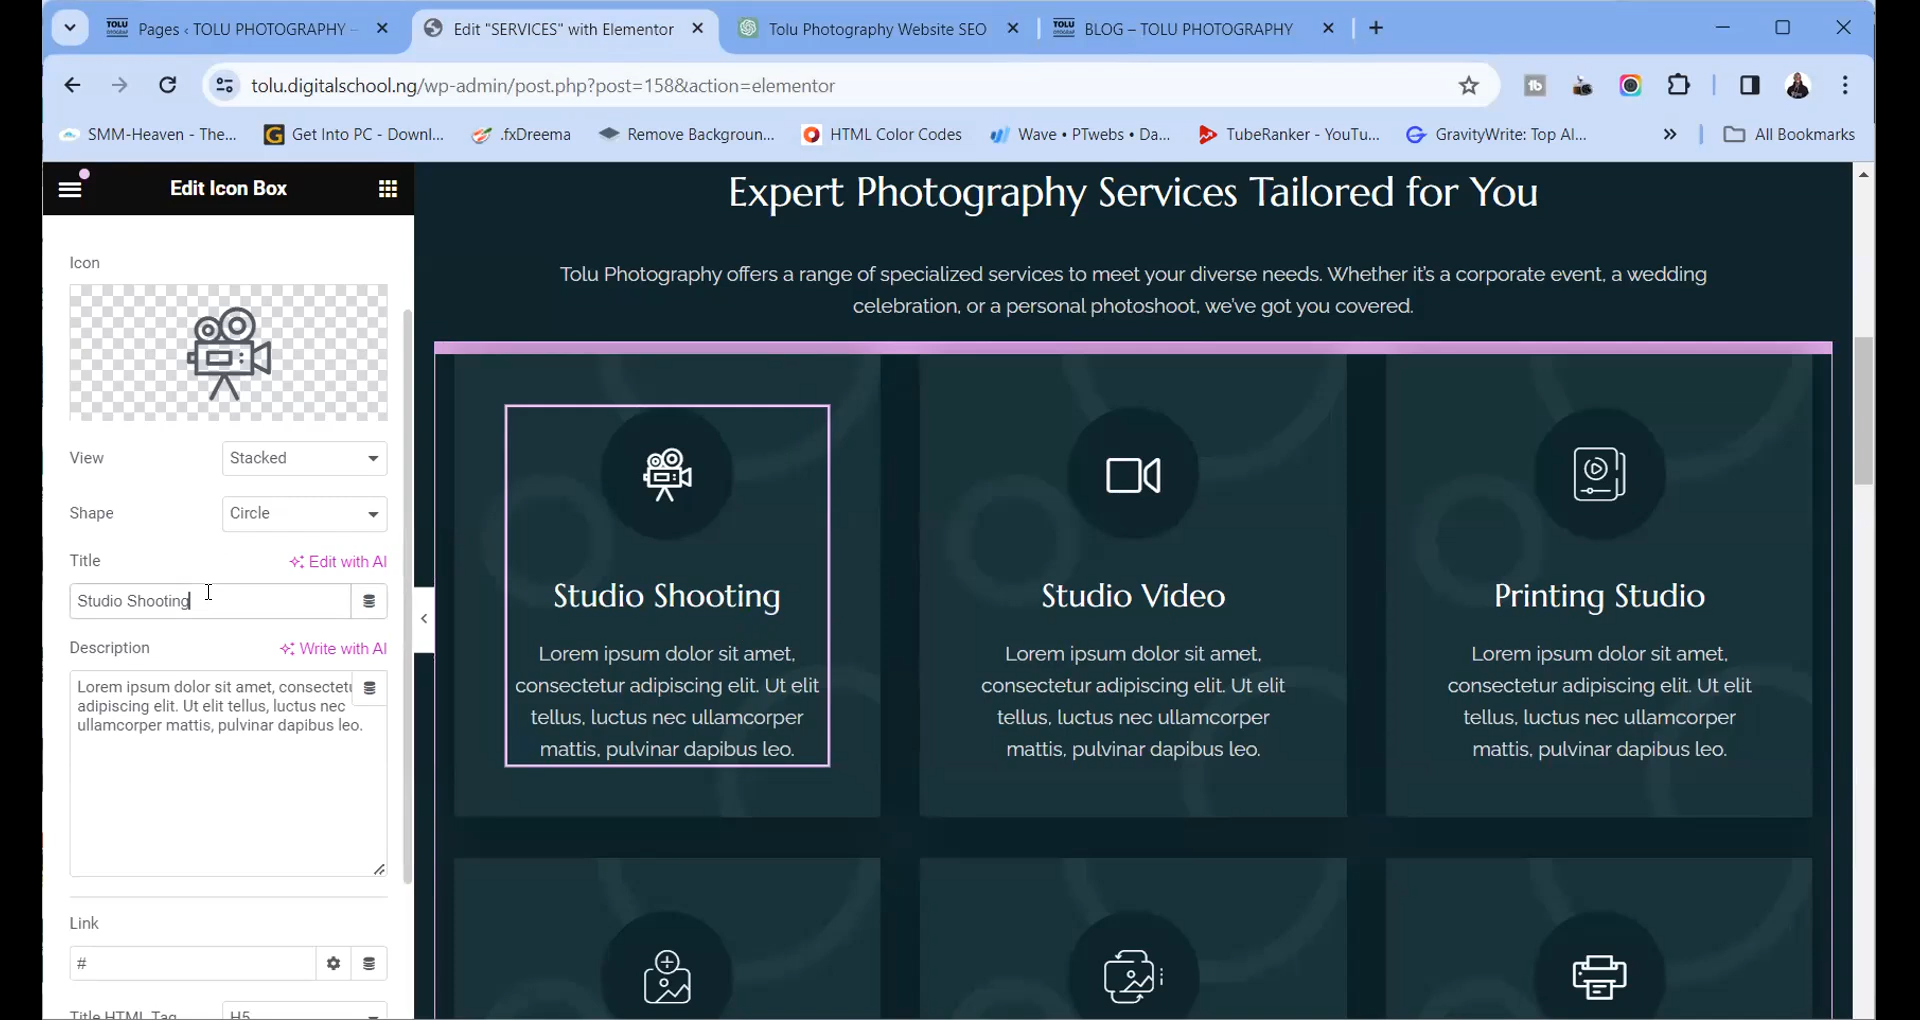 Pages ‹ TOLU PHOTOGRAPHY –
Edit "SERVICES" with Elementor
Tolu Photography Website SEO
TOLU
BLOG – TOLU PHOTOGRAPHY
tolu.digitalschool.ng/wp-admin/post.php?post=158&action=elementor
SMM-Heaven - The...
Get Into PC - Downl...
.fxDreema
Remove Backgroun...
HTML Color Codes
Wave • PTwebs • Da...
TubeRanker - YouTu...
GravityWrite: Top AI...
All Bookmarks
Edit Icon Box
Icon
View
Stacked
Shape
Circle
Title
Edit with AI
Studio Shooting
Description
Write with AI
Lorem ipsum dolor sit amet, consectetu
adipiscing elit. Ut elit tellus, luctus nec
ullamcorper mattis, pulvinar dapibus leo.
Link
#
Title HTML Tag
H5
Expert Photography Services Tailored for You
Tolu Photography offers a range of specialized services to meet your diverse needs. Whether it's a corporate event, a wedding
celebration, or a personal photoshoot, we've got you covered.
Studio Shooting
Lorem ipsum dolor sit amet,
consectetur adipiscing elit. Ut elit
tellus, luctus nec ullamcorper
mattis, pulvinar dapibus leo.
Studio Video
Lorem ipsum dolor sit amet,
consectetur adipiscing elit. Ut elit
tellus, luctus nec ullamcorper
mattis, pulvinar dapibus leo.
Printing Studio
Lorem ipsum dolor sit amet,
consectetur adipiscing elit. Ut elit
tellus, luctus nec ullamcorper
mattis, pulvinar dapibus leo.